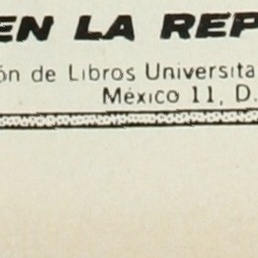 EN LA REP
ón de Libros Universita
México 11, D.